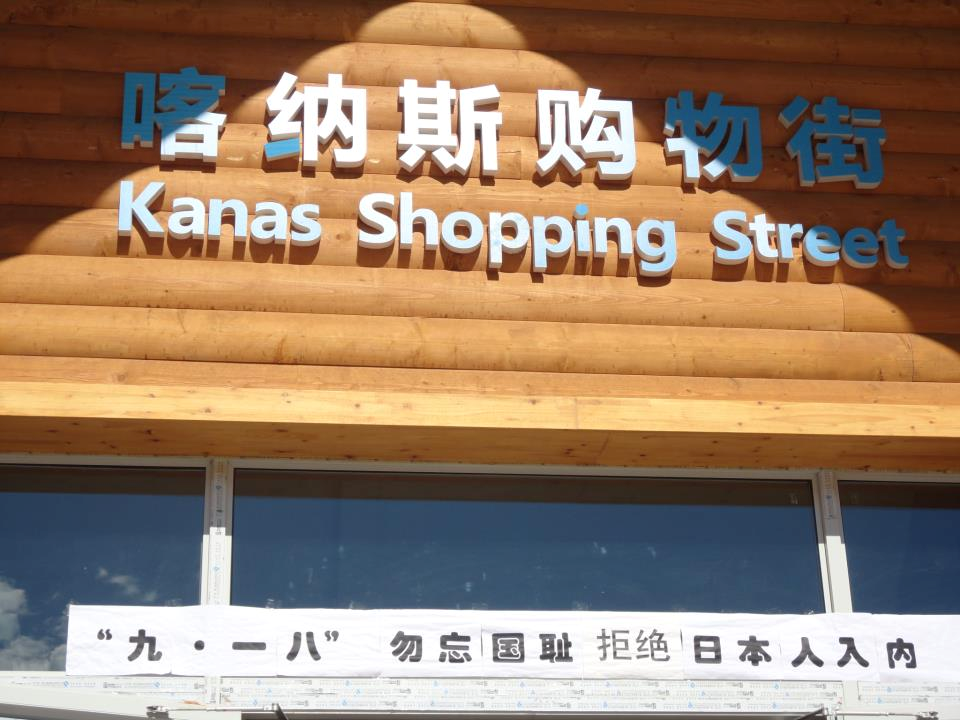 喀纳斯购物街
Kanas Shopping Street
“九·一八” 勿忘国耻 拒绝日本人入内